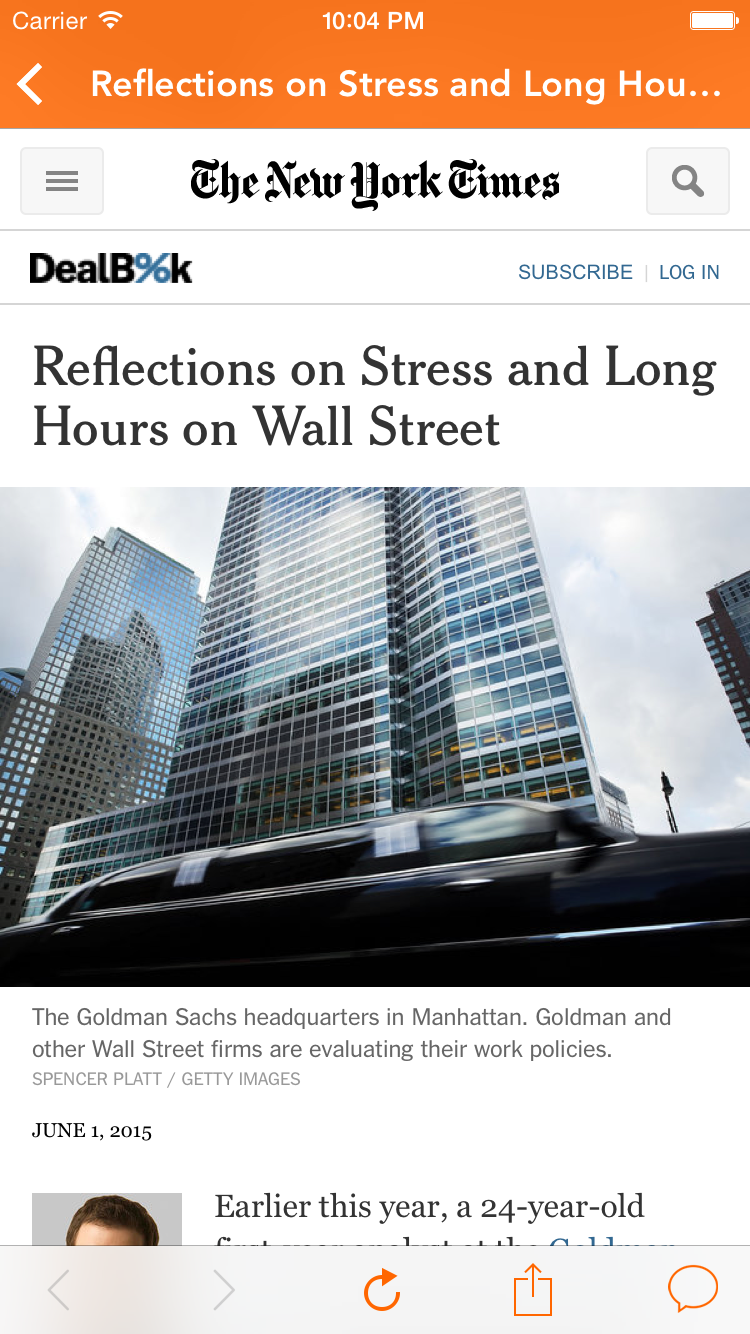 Carrier 10:04 PM
Reflections on Stress and Long Hou...
The New York Times
DealB%k
SUBSCRIBE | LOG IN
Reflections on Stress and Long
Hours on Wall Street
The Goldman Sachs headquarters in Manhattan. Goldman and
other Wall Street firms are evaluating their work policies.
SPENCER PLATT / GETTY IMAGES
JUNE 1, 2015
Earlier this year, a 24-year-old